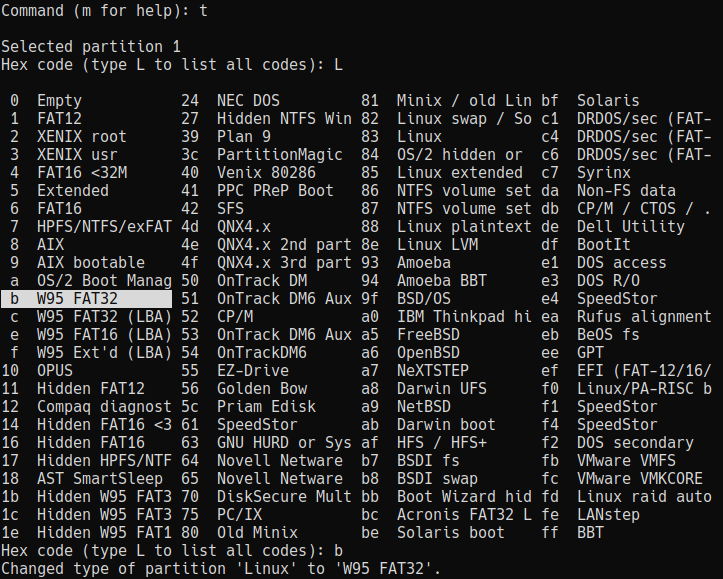 Command (m for help): t
Selected partition 1
Hex code (type L to list all codes): L
 0  Empty           24  NEC DOS         81  Minix / old Lin bf  Solaris
 1  FAT12           27  Hidden NTFS Win 82  Linux swap / So c1  DRDOS/sec (FAT-
 2  XENIX root      39  Plan 9          83  Linux           c4  DRDOS/sec (FAT-
 3  XENIX usr       3c  PartitionMagic  84  OS/2 hidden or  c6  DRDOS/sec (FAT-
 4  FAT16 <32M      40  Venix 80286     85  Linux extended  c7  Syrinx
 5  Extended        41  PPC PReP Boot   86  NTFS volume set da  Non-FS data
 6  FAT16           42  SFS             87  NTFS volume set db  CP/M / CTOS / .
 7  HPFS/NTFS/exFAT 4d  QNX4.x          88  Linux plaintext de  Dell Utility
 8  AIX             4e  QNX4.x 2nd part 8e  Linux LVM       df  BootIt
 9  AIX bootable    4f  QNX4.x 3rd part 93  Amoeba          e1  DOS access
 a  OS/2 Boot Manag 50  OnTrack DM      94  Amoeba BBT      e3  DOS R/O
 b  W95 FAT32       51  OnTrack DM6 Aux 9f  BSD/OS          e4  SpeedStor
 c  W95 FAT32 (LBA) 52  CP/M            a0  IBM Thinkpad hi ea  Rufus alignment
 e  W95 FAT16 (LBA) 53  OnTrack DM6 Aux a5  FreeBSD         eb  BeOS fs
 f  W95 Ext'd (LBA) 54  OnTrackDM6      a6  OpenBSD         ee  GPT
10  OPUS            55  EZ-Drive        a7  NeXTSTEP        ef  EFI (FAT-12/16/
11  Hidden FAT12    56  Golden Bow      a8  Darwin UFS      f0  Linux/PA-RISC b
12  Compaq diagnost 5c  Priam Edisk     a9  NetBSD          f1  SpeedStor
14  Hidden FAT16 <3 61  SpeedStor       ab  Darwin boot     f4  SpeedStor
16  Hidden FAT16    63  GNU HURD or Sys af  HFS / HFS+      f2  DOS secondary
17  Hidden HPFS/NTF 64  Novell Netware  b7  BSDI fs         fb  VMware VMFS
18  AST SmartSleep  65  Novell Netware  b8  BSDI swap       fc  VMware VMKCORE
1b  Hidden W95 FAT3 70  DiskSecure Mult bb  Boot Wizard hid fd  Linux raid auto
1c  Hidden W95 FAT3 75  PC/IX           bc  Acronis FAT32 L fe  LANstep
1e  Hidden W95 FAT1 80  Old Minix       be  Solaris boot    ff  BBT
Hex code (type L to list all codes): b
Changed type of partition 'Linux' to 'W95 FAT32'.